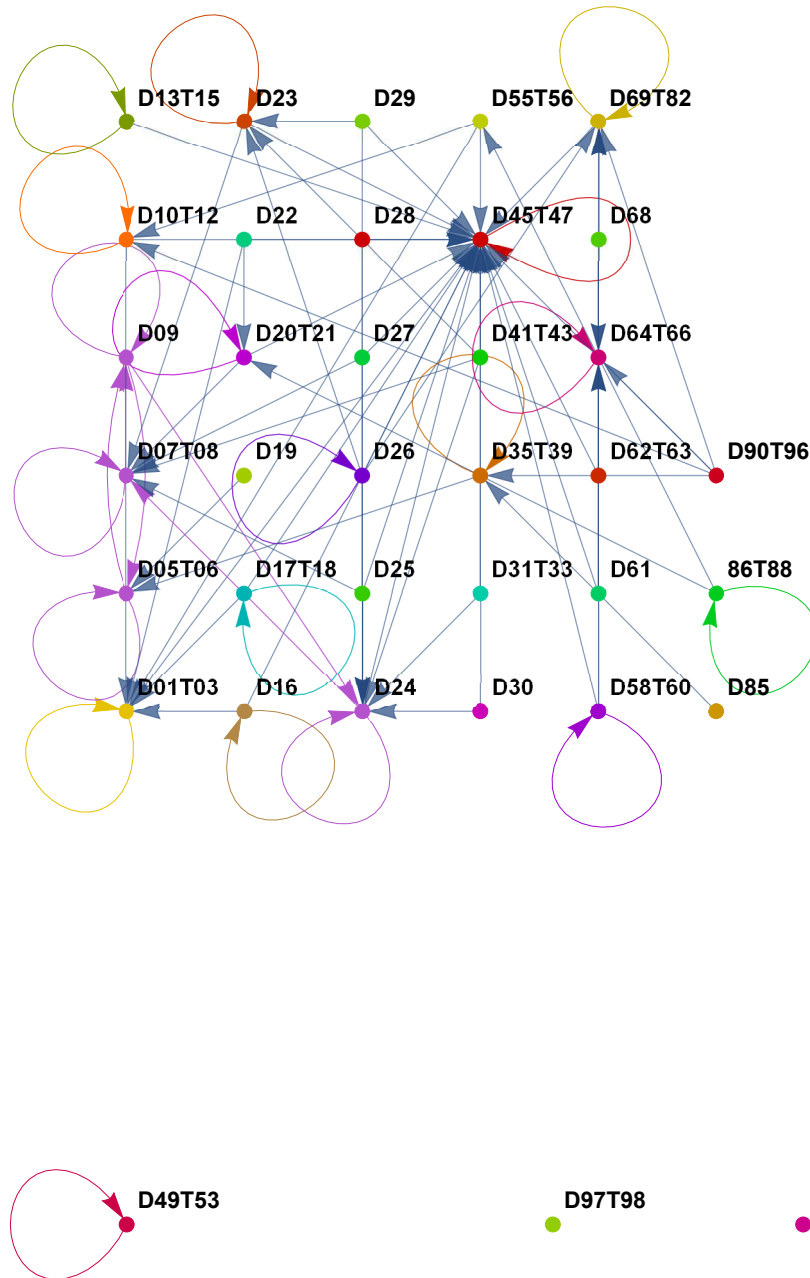 D13T15 D23 D29 D55T56 D69T82
D10T12 D22 D28 D45T47 D68
D09 D20T21 D27 D41T43 D64T66
D07T08 D19 D26 D35T39 D62T63 D90T96
D05T06 D17T18 D25 D31T33 D61 86T88
D01T03 D16 D24 D30 D58T60 D85
D49T53 D97T98